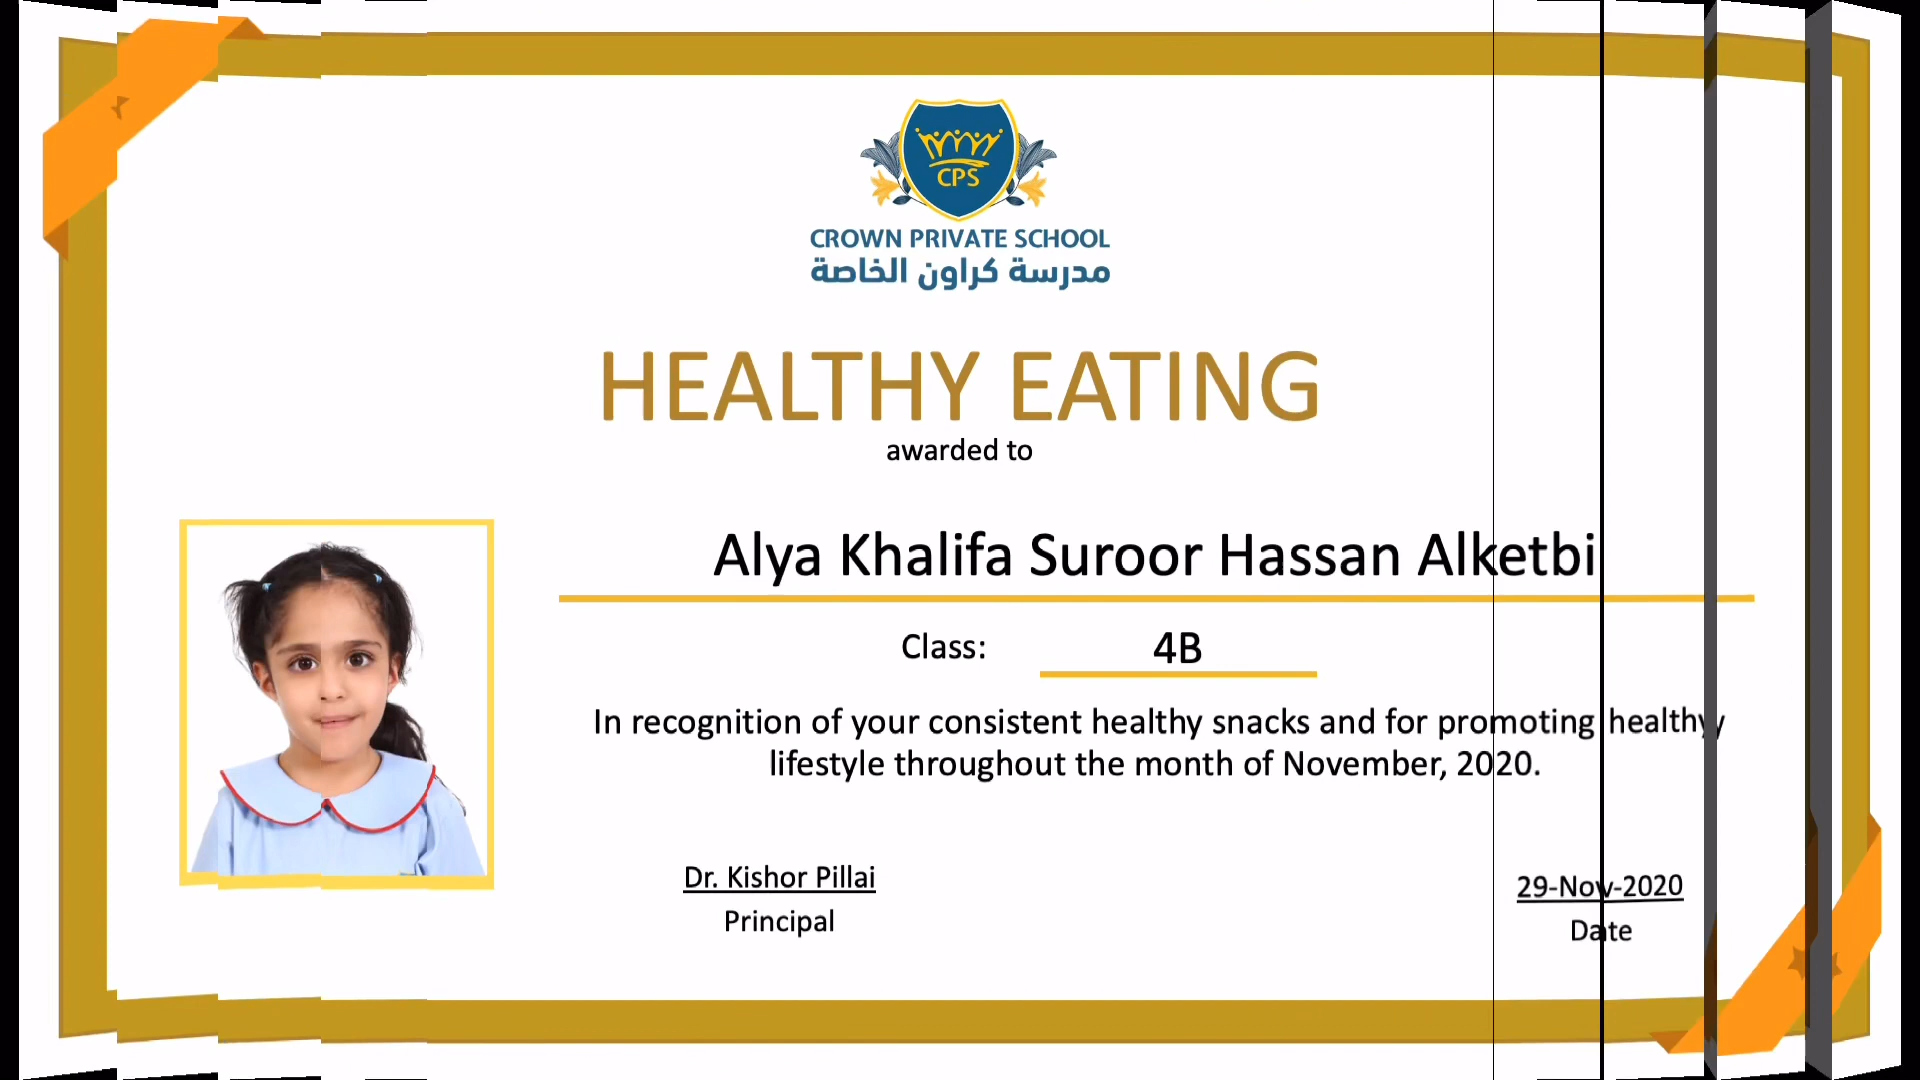 CPS
CROWN PRIVATE SCHOOL
مدرسة كراون الخاصة
HEALTHY EATING
awarded to
Alya Khalifa Suroor Hassan Alketbi
Class: 4B
In recognition of your consistent healthy snacks and for promoting healthy
lifestyle throughout the month of November, 2020.
Dr. Kishor Pillai
Principal
29-Nov-2020
Date